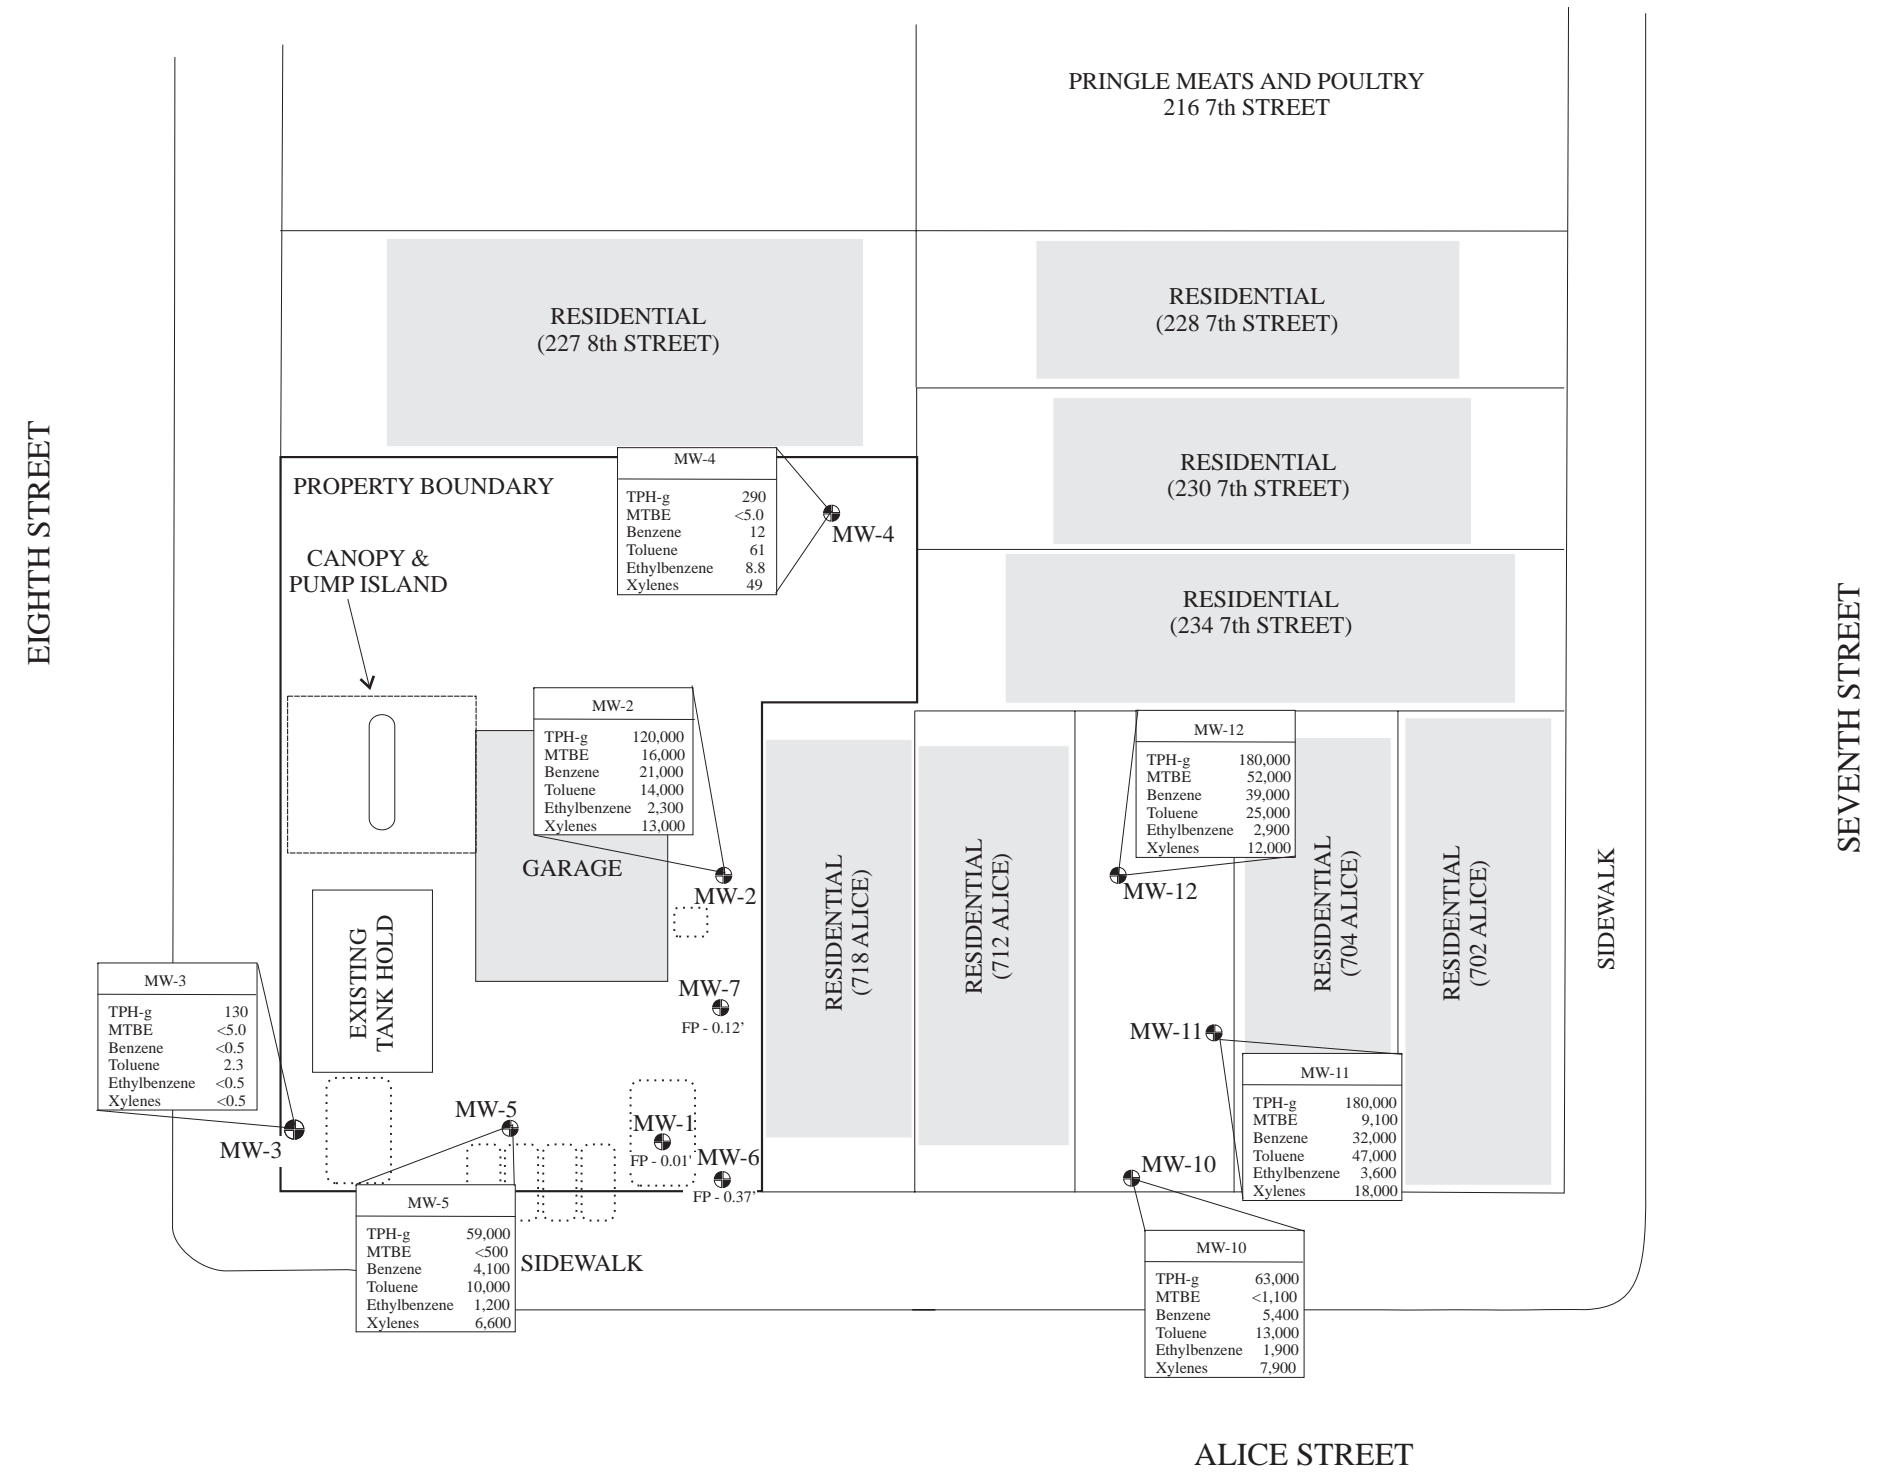 PRINGLE MEATS AND POULTRY
216 7th STREET
RESIDENTIAL
(227 8th STREET)
RESIDENTIAL
(228 7th STREET)
RESIDENTIAL
(230 7th STREET)
RESIDENTIAL
(234 7th STREET)
EIGHTH STREET
SEVENTH STREET
PROPERTY BOUNDARY
CANOPY &
PUMP ISLAND
MW-4
TPH-g 290
MTBE <5.0
Benzene 12
Toluene 61
Ethylbenzene 8.8
Xylenes 49
MW-4
MW-2
TPH-g 120,000
MTBE 16,000
Benzene 21,000
Toluene 14,000
Ethylbenzene 2,300
Xylenes 13,000
GARAGE
MW-2
MW-12
TPH-g 180,000
MTBE 52,000
Benzene 39,000
Toluene 25,000
Ethylbenzene 2,900
Xylenes 12,000
MW-12
RESIDENTIAL
(718 ALICE)
RESIDENTIAL
(712 ALICE)
RESIDENTIAL
(704 ALICE)
RESIDENTIAL
(702 ALICE)
SIDEWALK
EXISTING
TANK HOLD
MW-3
TPH-g 130
MTBE <5.0
Benzene <0.5
Toluene 2.3
Ethylbenzene <0.5
Xylenes <0.5
MW-3
MW-7
FP - 0.12'
MW-5
MW-1
FP - 0.01'
MW-6
FP - 0.37'
MW-11
MW-11
TPH-g 180,000
MTBE 9,100
Benzene 32,000
Toluene 47,000
Ethylbenzene 3,600
Xylenes 18,000
MW-10
MW-5
TPH-g 59,000
MTBE <500
Benzene 4,100
Toluene 10,000
Ethylbenzene 1,200
Xylenes 6,600
SIDEWALK
MW-10
TPH-g 63,000
MTBE <1,100
Benzene 5,400
Toluene 13,000
Ethylbenzene 1,900
Xylenes 7,900
ALICE STREET